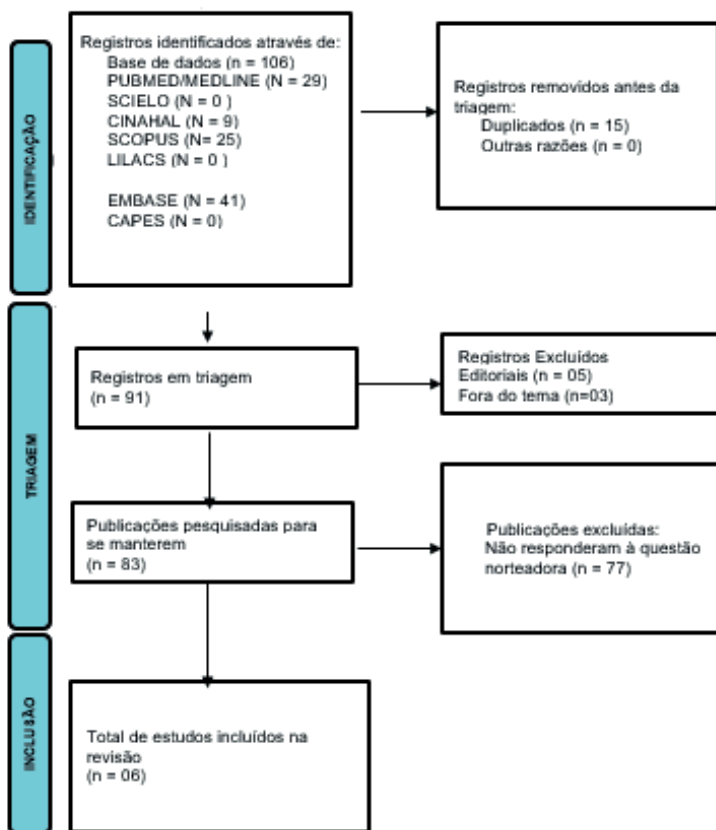 IDENTIFICAÇÃO
Registros identificados através de:
Base de dados (n = 106)
PUBMED/MEDLINE (N = 29)
SCIELO (N = 0 )
CINAHAL (N = 9)
SCOPUS (N= 25)
LILACS (N = 0 )
EMBASE (N = 41)
CAPES (N = 0)
Registros removidos antes da
triagem:
Duplicados (n = 15)
Outras razões (n = 0)
TRIAGEM
Registros em triagem
(n = 91)
Registros Excluídos
Editoriais (n = 05)
Fora do tema (n=03)
Publicações pesquisadas para
se manterem
(n = 83)
Publicações excluídas:
Não responderam à questão
norteadora (n = 77)
INCLUSÃO
Total de estudos incluídos na
revisão
(n = 06)